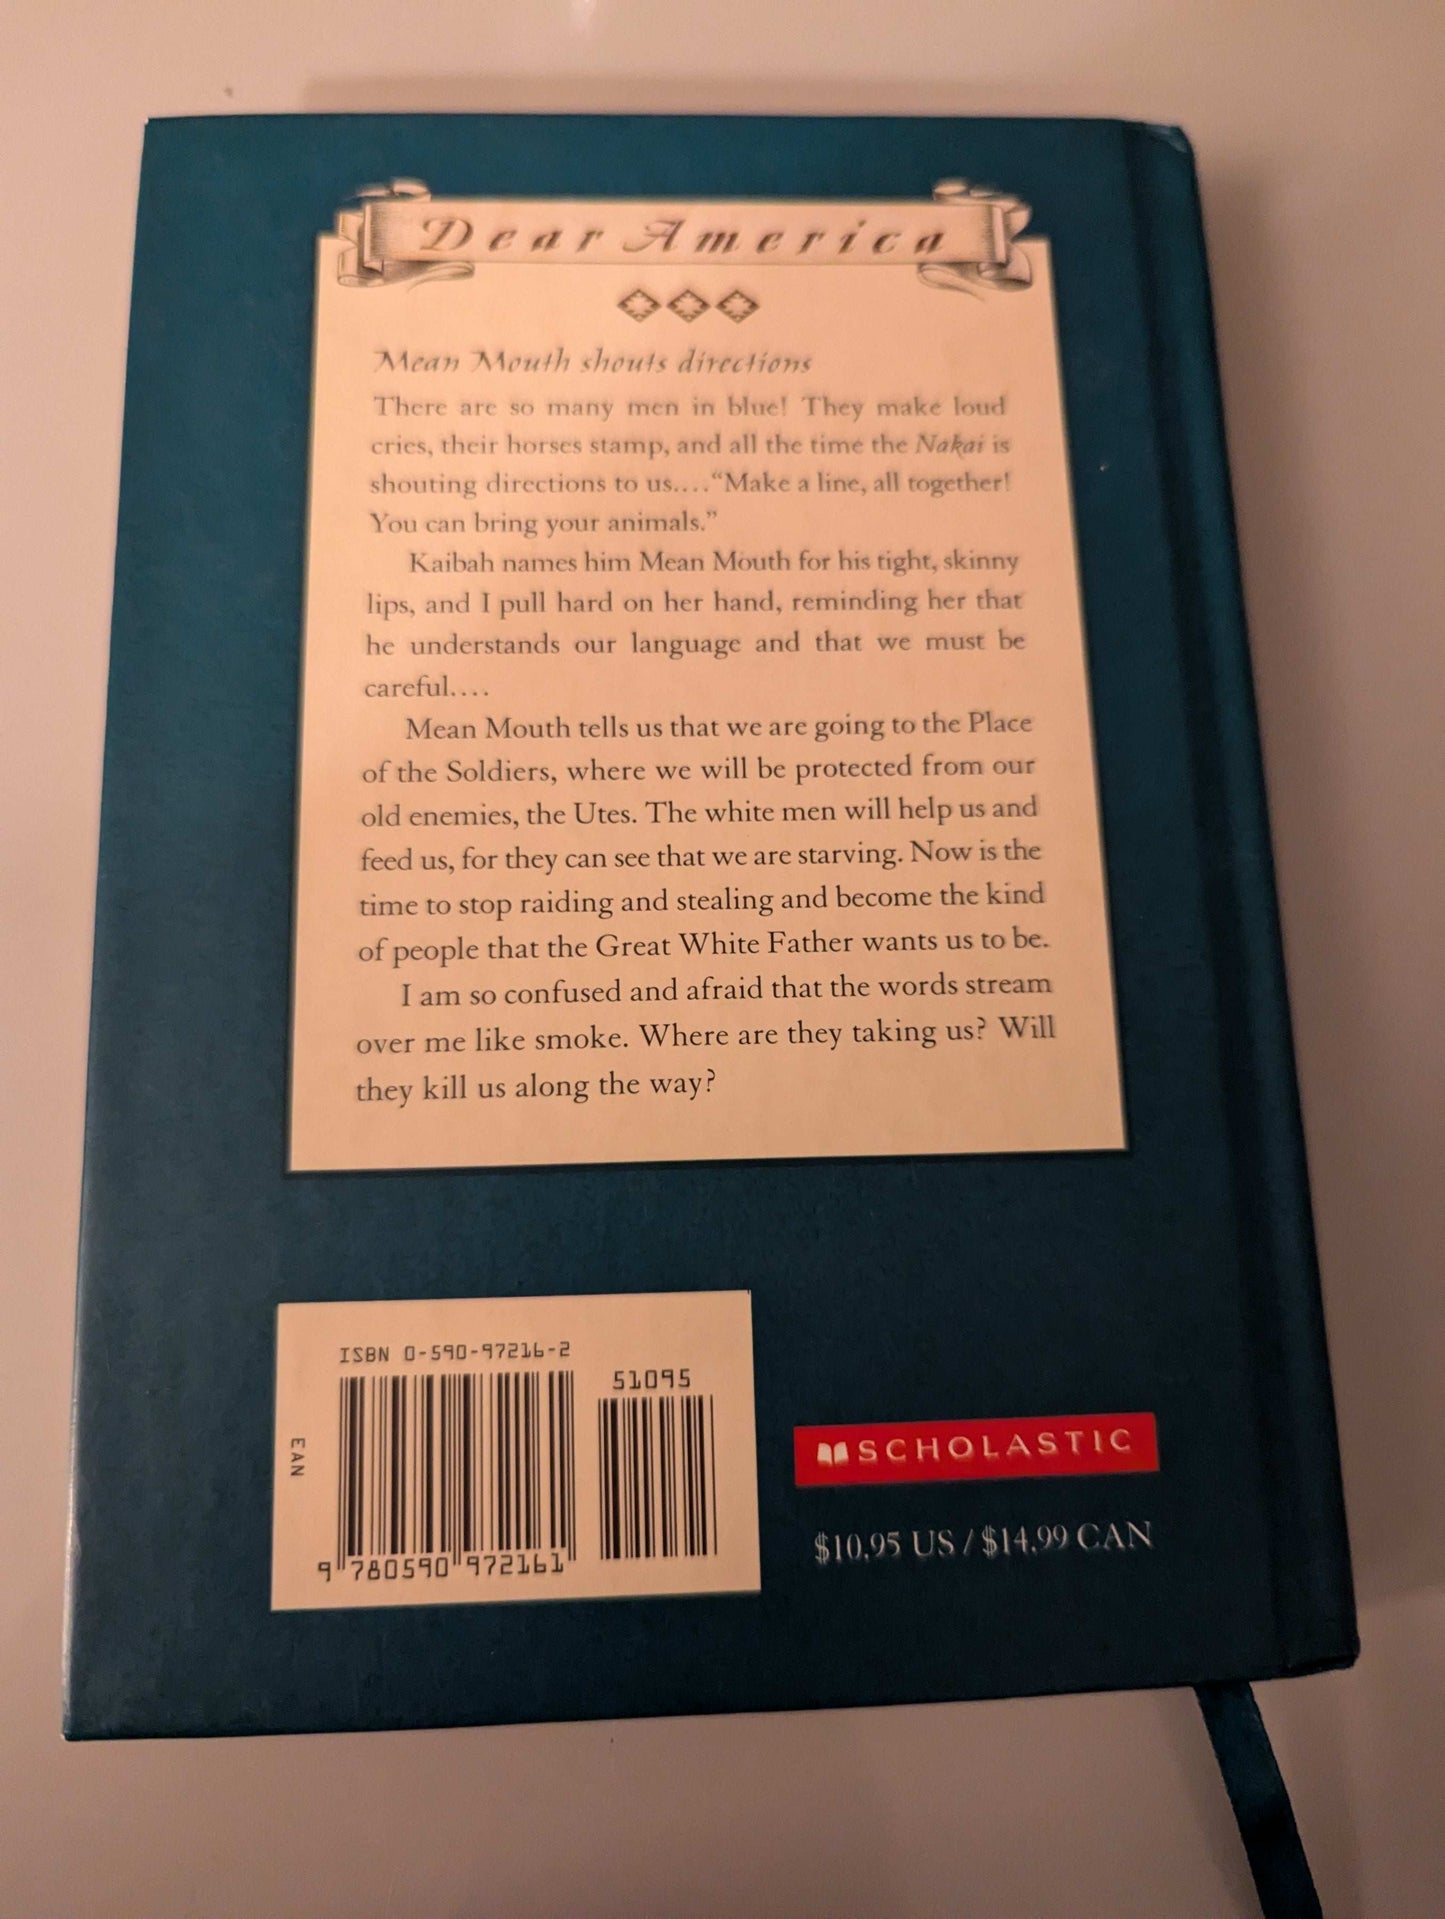 Dear America
Mean Mouth shouts directions
There are so many men in blue! They make loud
cries, their horses stamp, and all the time the Nakai is
shouting directions to us.... “Make a line, all together!
You can bring your animals.”
Kaibah names him Mean Mouth for his tight, skinny
lips, and I pull hard on her hand, reminding her that
he understands our language and that we must be
careful....
Mean Mouth tells us that we are going to the Place
of the Soldiers, where we will be protected from our
old enemies, the Utes. The white men will help us and
feed us, for they can see that we are starving. Now is the
time to stop raiding and stealing and become the kind
of people that the Great White Father wants us to be.
I am so confused and afraid that the words stream
over me like smoke. Where are they taking us? Will
they kill us along the way?
ISBN 0-590-97216-2
51095
EAN
9 780590 972161
SCHOLASTIC
$10.95 US / $14.99 CAN